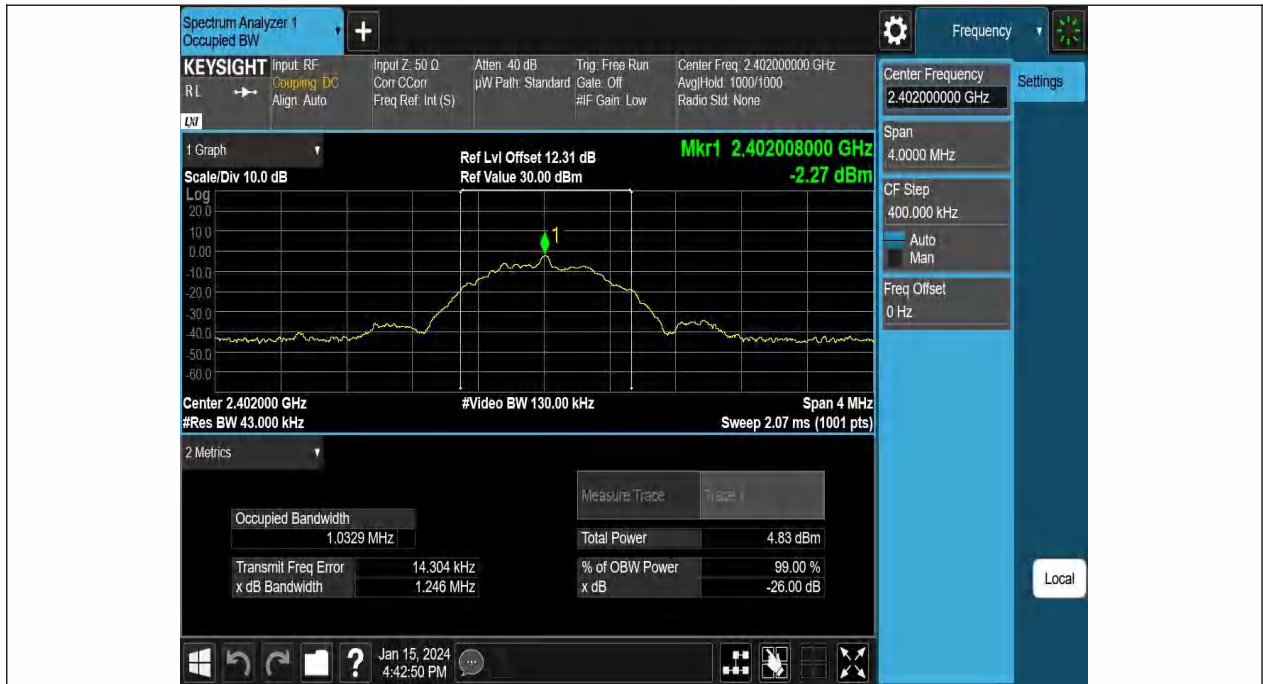 Spectrum Analyzer 1
Occupied BW
+
Frequency
KEYSIGHT
RL
LXI
Input: RF
Coupling: DC
Align: Auto
Input Z: 50 Ω
Corr CCorr
Freq Ref: Int (S)
Atten: 40 dB
µW Path: Standard
Trig: Free Run
Gate: Off
#IF Gain: Low
Center Freq: 2.402000000 GHz
Avg|Hold: 1000/1000
Radio Std: None
Center Frequency
2.402000000 GHz
Settings
Span
4.0000 MHz
CF Step
400.000 kHz
Auto
Man
Freq Offset
0 Hz
1 Graph
Scale/Div 10.0 dB
Ref Lvl Offset 12.31 dB
Ref Value 30.00 dBm
Mkr1 2.402008000 GHz
-2.27 dBm
Log
20.0
10.0
0.00
-10.0
-20.0
-30.0
-40.0
-50.0
-60.0
1
Center 2.402000 GHz
#Res BW 43.000 kHz
#Video BW 130.00 kHz
Span 4 MHz
Sweep 2.07 ms (1001 pts)
2 Metrics
Measure Trace Trace 1
Occupied Bandwidth
1.0329 MHz
Total Power 4.83 dBm
Transmit Freq Error 14.304 kHz
% of OBW Power 99.00 %
x dB Bandwidth 1.246 MHz
x dB -26.00 dB
Local
?
Jan 15, 2024
4:42:50 PM